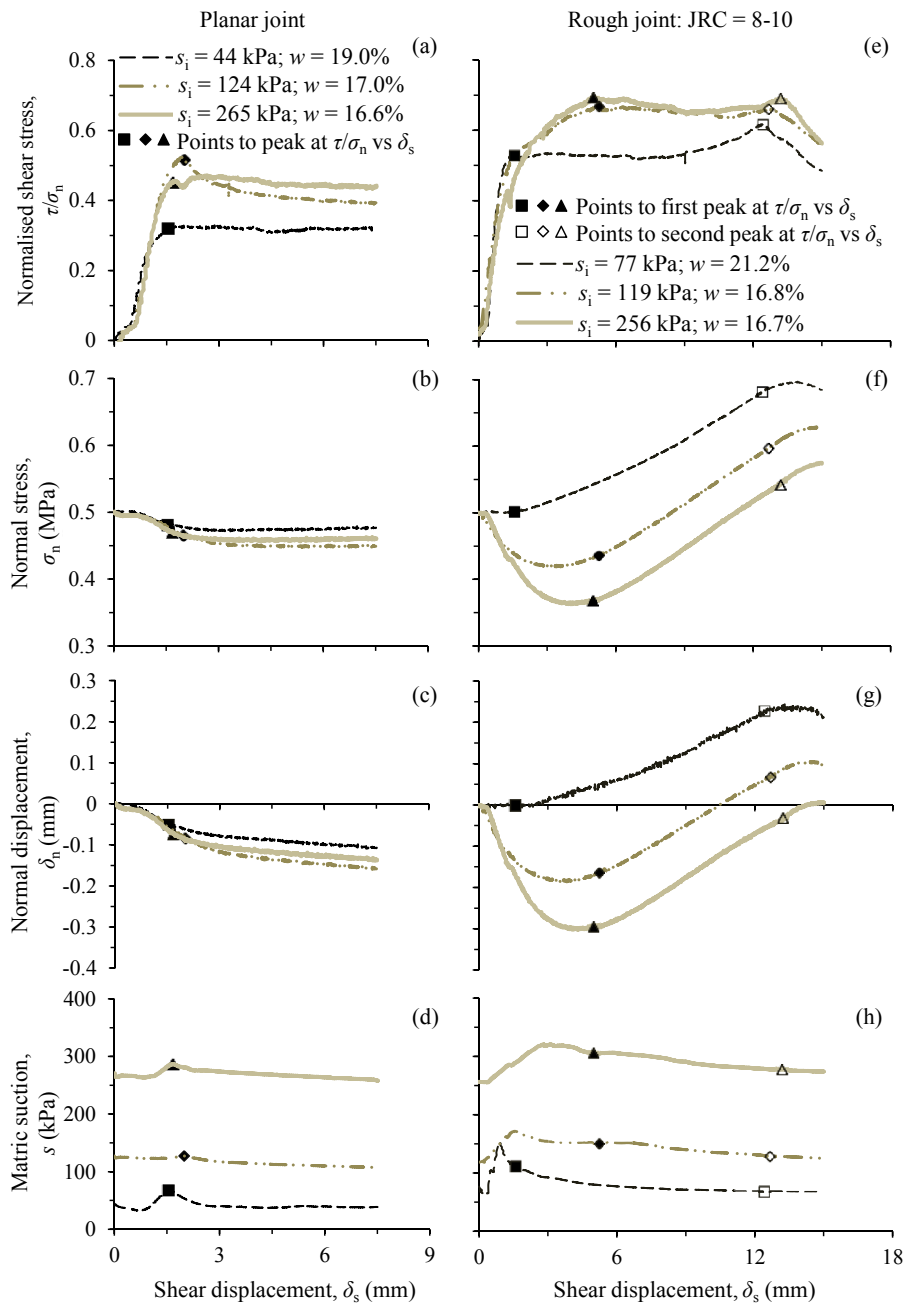 Planar joint
Rough joint: JRC = 8-10
(a)
(e)
Normalised shear stress,
τ/σn
0.8
0.6
0.4
0.2
0
si = 44 kPa; w = 19.0%
si = 124 kPa; w = 17.0%
si = 265 kPa; w = 16.6%
Points to peak at τ/σn vs δs
Points to first peak at τ/σn vs δs
Points to second peak at τ/σn vs δs
si = 77 kPa; w = 21.2%
si = 119 kPa; w = 16.8%
si = 256 kPa; w = 16.7%
(b)
(f)
Normal stress,
σn (MPa)
0.7
0.6
0.5
0.4
0.3
(c)
(g)
Normal displacement,
δn (mm)
0.3
0.2
0.1
0
-0.1
-0.2
-0.3
-0.4
(d)
(h)
Matric suction,
s (kPa)
400
300
200
100
0
0 3 6 9
0 6 12 18
Shear displacement, δs (mm)
Shear displacement, δs (mm)